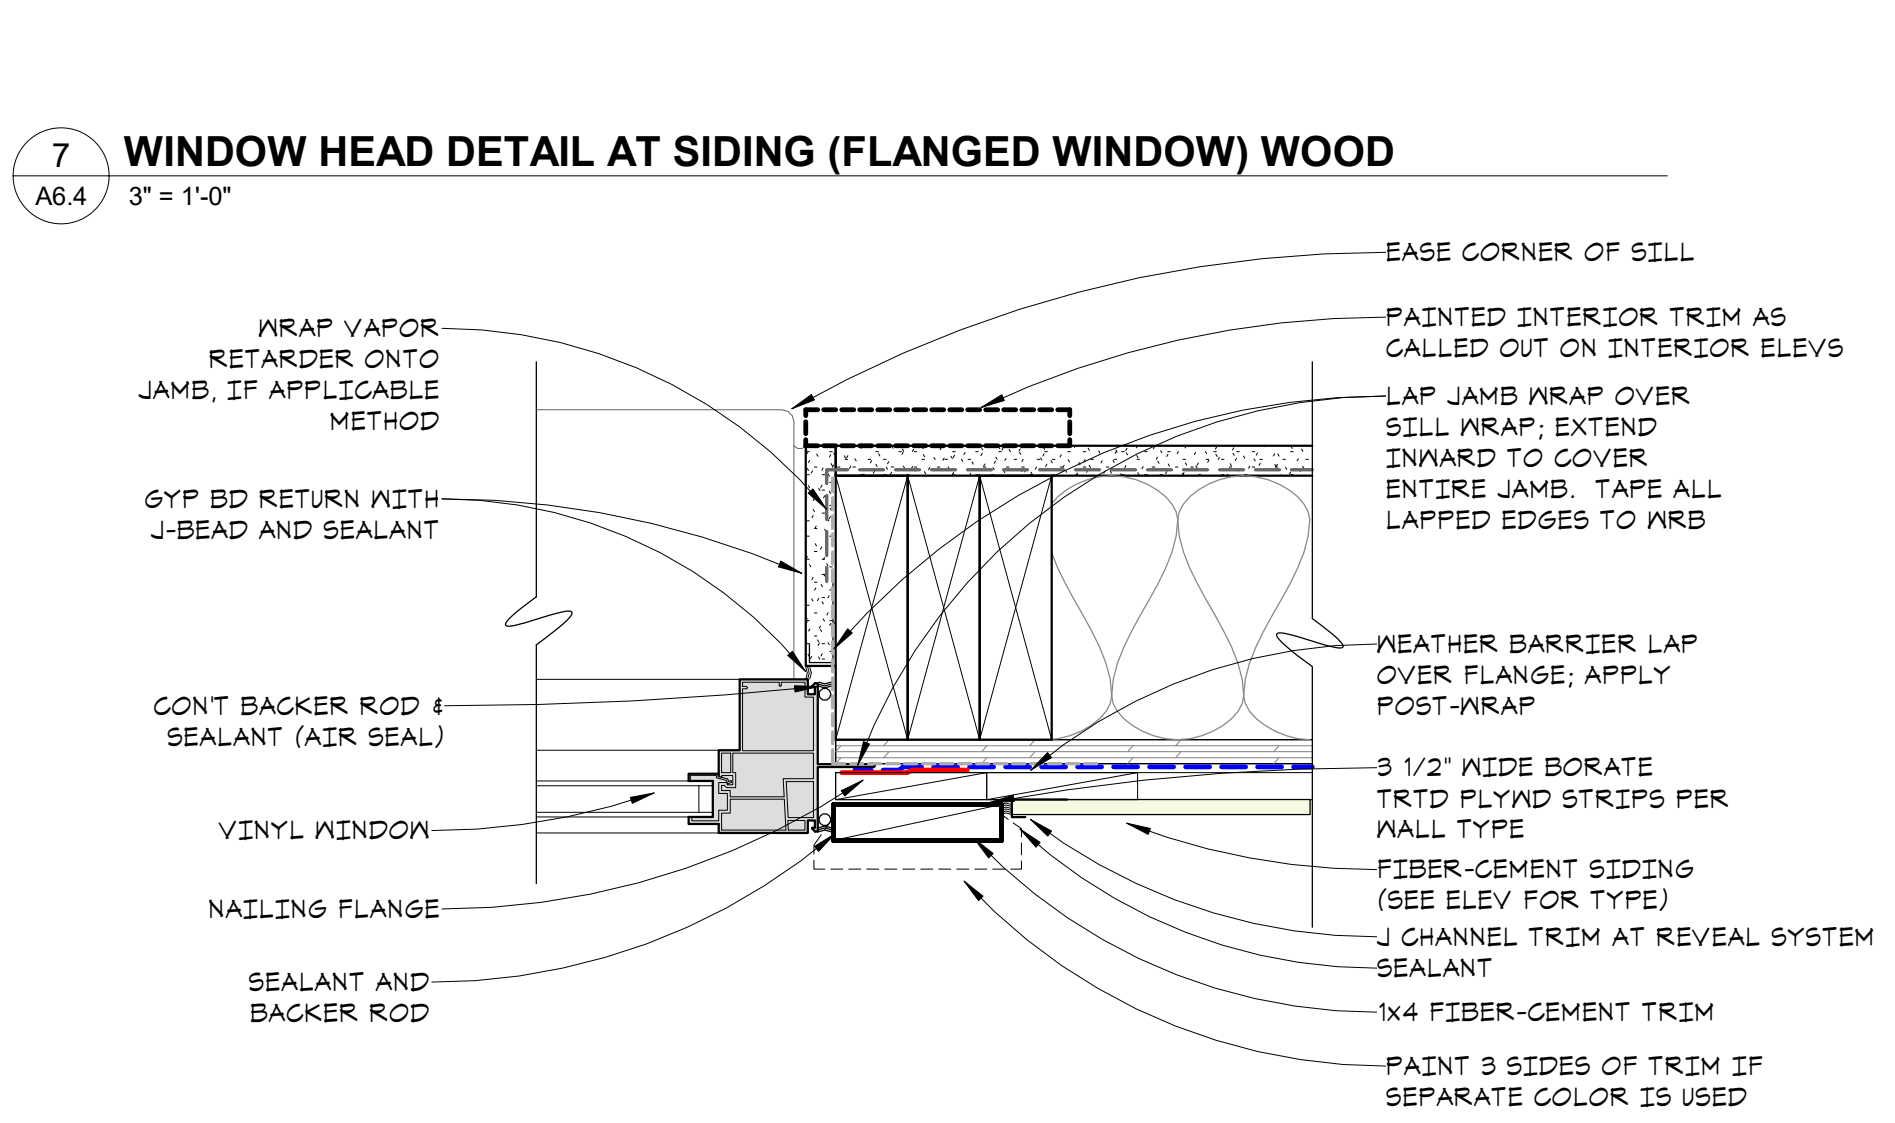 7
A6.4
WINDOW HEAD DETAIL AT SIDING (FLANGED WINDOW) WOOD
3" = 1'-0"
WRAP VAPOR
RETARDER ONTO
JAMB, IF APPLICABLE
METHOD
GYP BD RETURN WITH
J-BEAD AND SEALANT
CON'T BACKER ROD &
SEALANT (AIR SEAL)
VINYL WINDOW
NAILING FLANGE
SEALANT AND
BACKER ROD
EASE CORNER OF SILL
PAINTED INTERIOR TRIM AS
CALLED OUT ON INTERIOR ELEVS
LAP JAMB WRAP OVER
SILL WRAP; EXTEND
INWARD TO COVER
ENTIRE JAMB. TAPE ALL
LAPPED EDGES TO WRB
WEATHER BARRIER LAP
OVER FLANGE; APPLY
POST-WRAP
3 1/2" WIDE BORATE
TRTD PLYWD STRIPS PER
WALL TYPE
FIBER-CEMENT SIDING
(SEE ELEV FOR TYPE)
J CHANNEL TRIM AT REVEAL SYSTEM
SEALANT
1x4 FIBER-CEMENT TRIM
PAINT 3 SIDES OF TRIM IF
SEPARATE COLOR IS USED